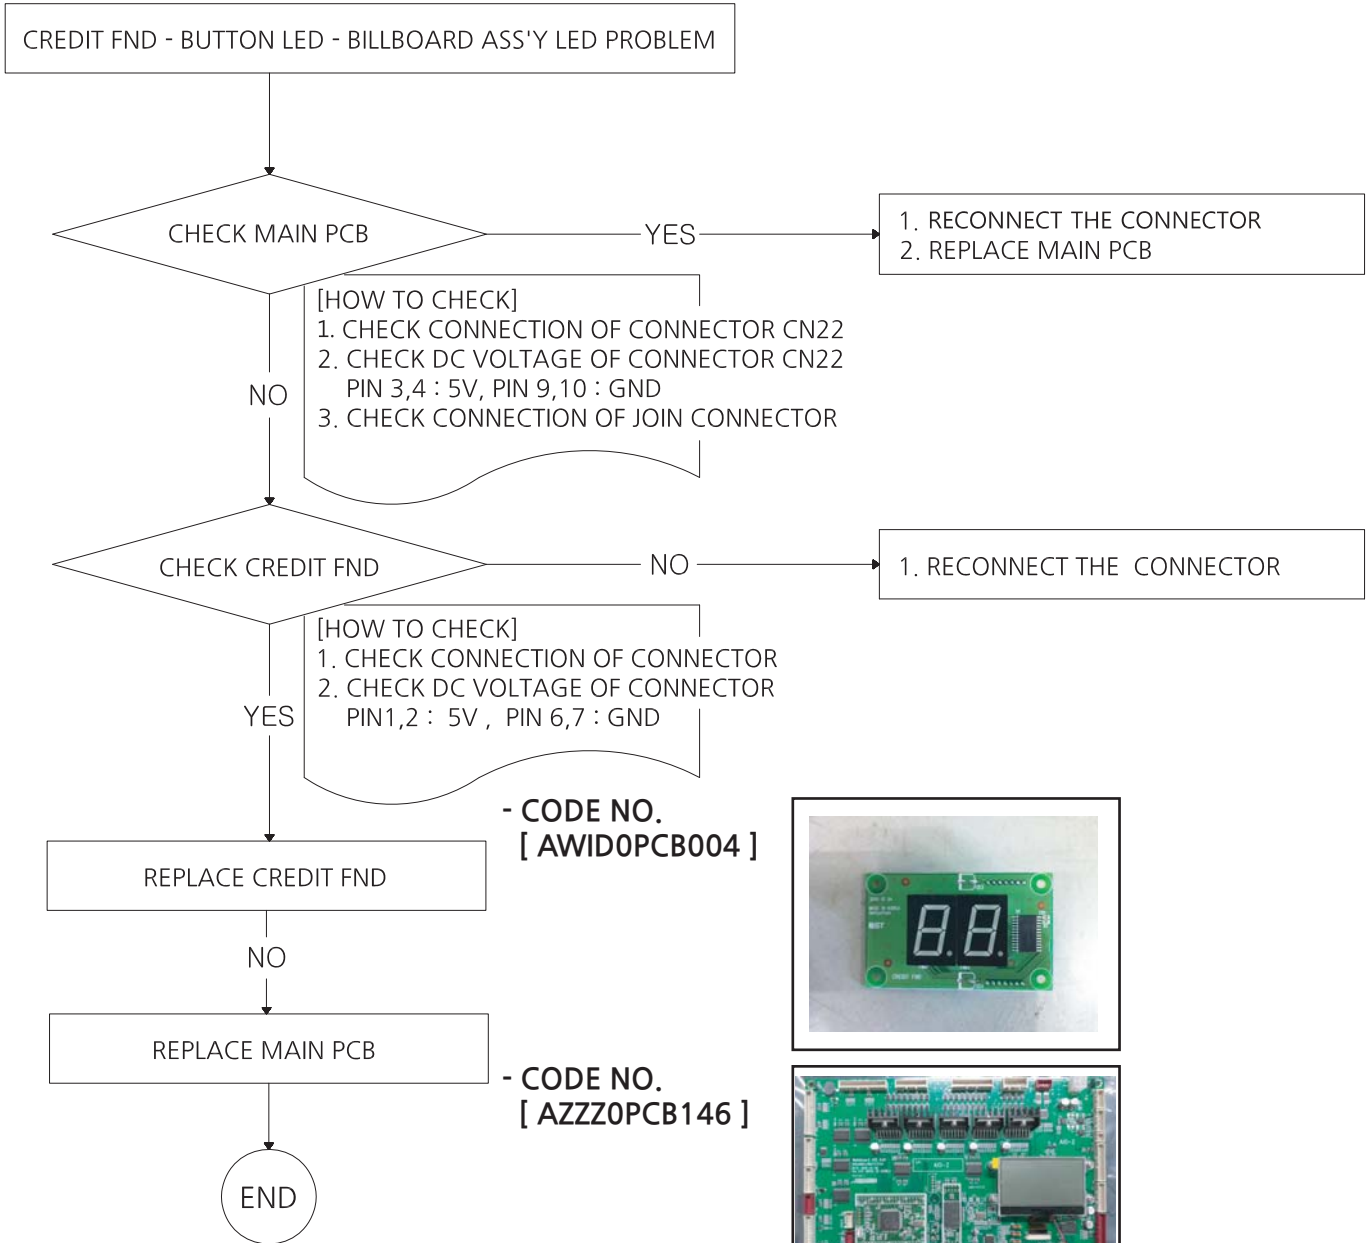 CREDIT FND - BUTTON LED - BILLBOARD ASS'Y LED PROBLEM
CHECK MAIN PCB
YES
1. RECONNECT THE CONNECTOR
2. REPLACE MAIN PCB
[HOW TO CHECK]
1. CHECK CONNECTION OF CONNECTOR CN22
2. CHECK DC VOLTAGE OF CONNECTOR CN22
PIN 3,4 : 5V, PIN 9,10 : GND
3. CHECK CONNECTION OF JOIN CONNECTOR
NO
CHECK CREDIT FND
NO
1. RECONNECT THE CONNECTOR
[HOW TO CHECK]
1. CHECK CONNECTION OF CONNECTOR
2. CHECK DC VOLTAGE OF CONNECTOR
PIN1,2 : 5V , PIN 6,7 : GND
YES
- CODE NO.
[ AWID0PCB004 ]
REPLACE CREDIT FND
CREDIT FND
NO
REPLACE MAIN PCB
- CODE NO.
[ AZZZ0PCB146 ]
END